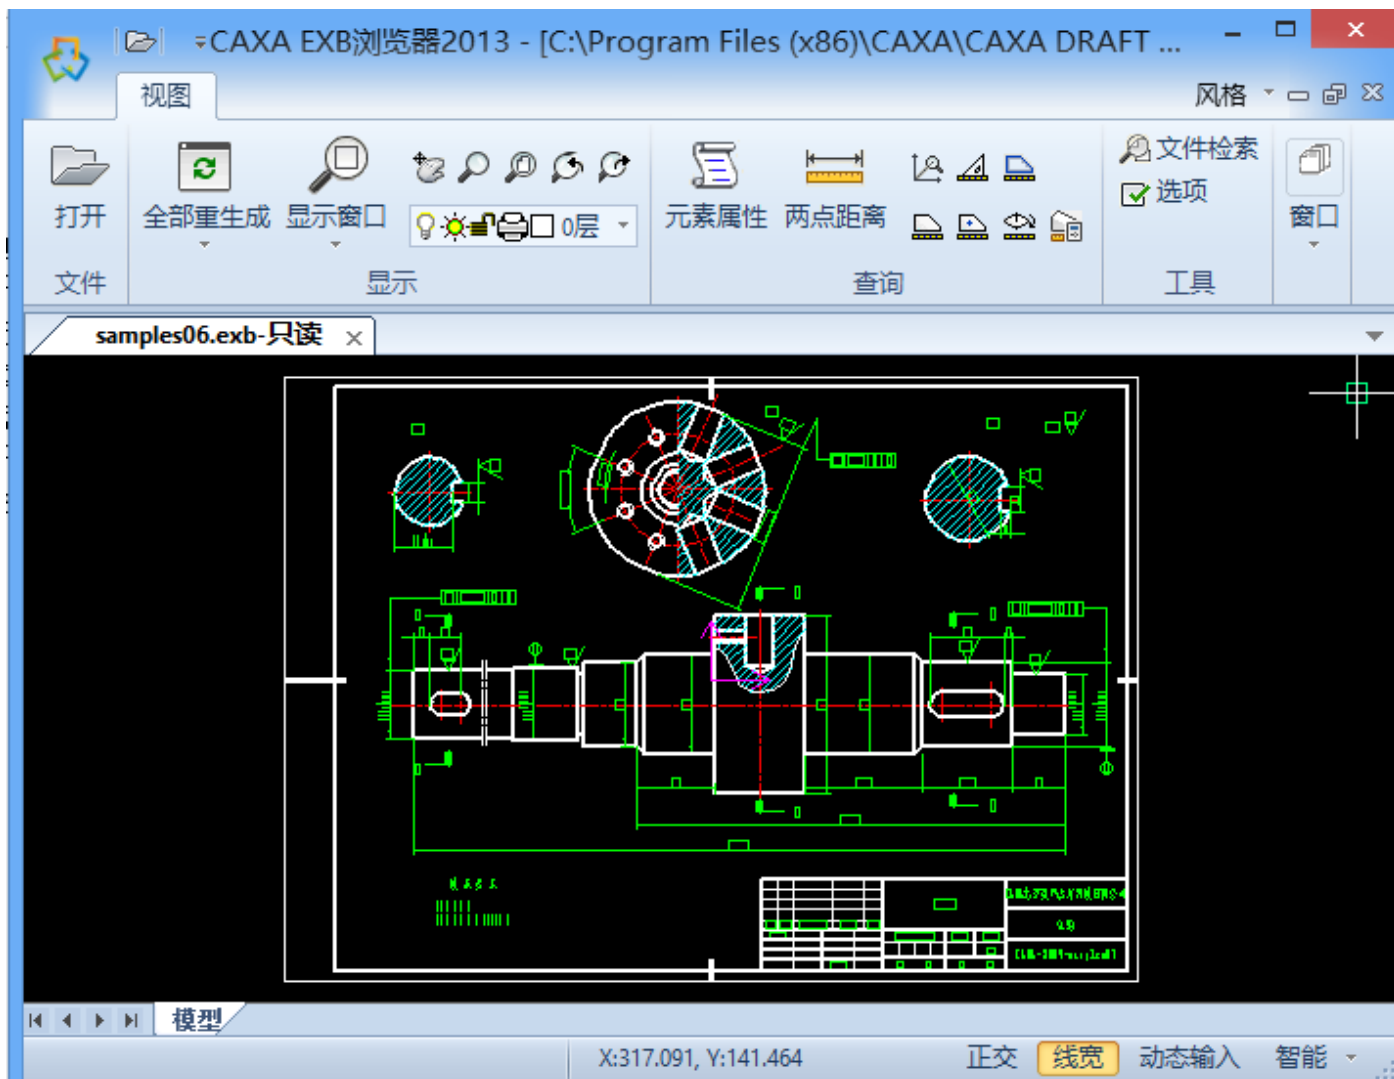 CAXA EXB浏览器2013 - [C:\Program Files (x86)\CAXA\CAXA DRAFT ...
视图
风格
打开
全部重生成
显示窗口
0层
元素属性
两点距离
文件检索
选项
窗口
文件
显示
查询
工具
samples06.exb-只读
模型
X:317.091, Y:141.464
正交
线宽
动态输入
智能